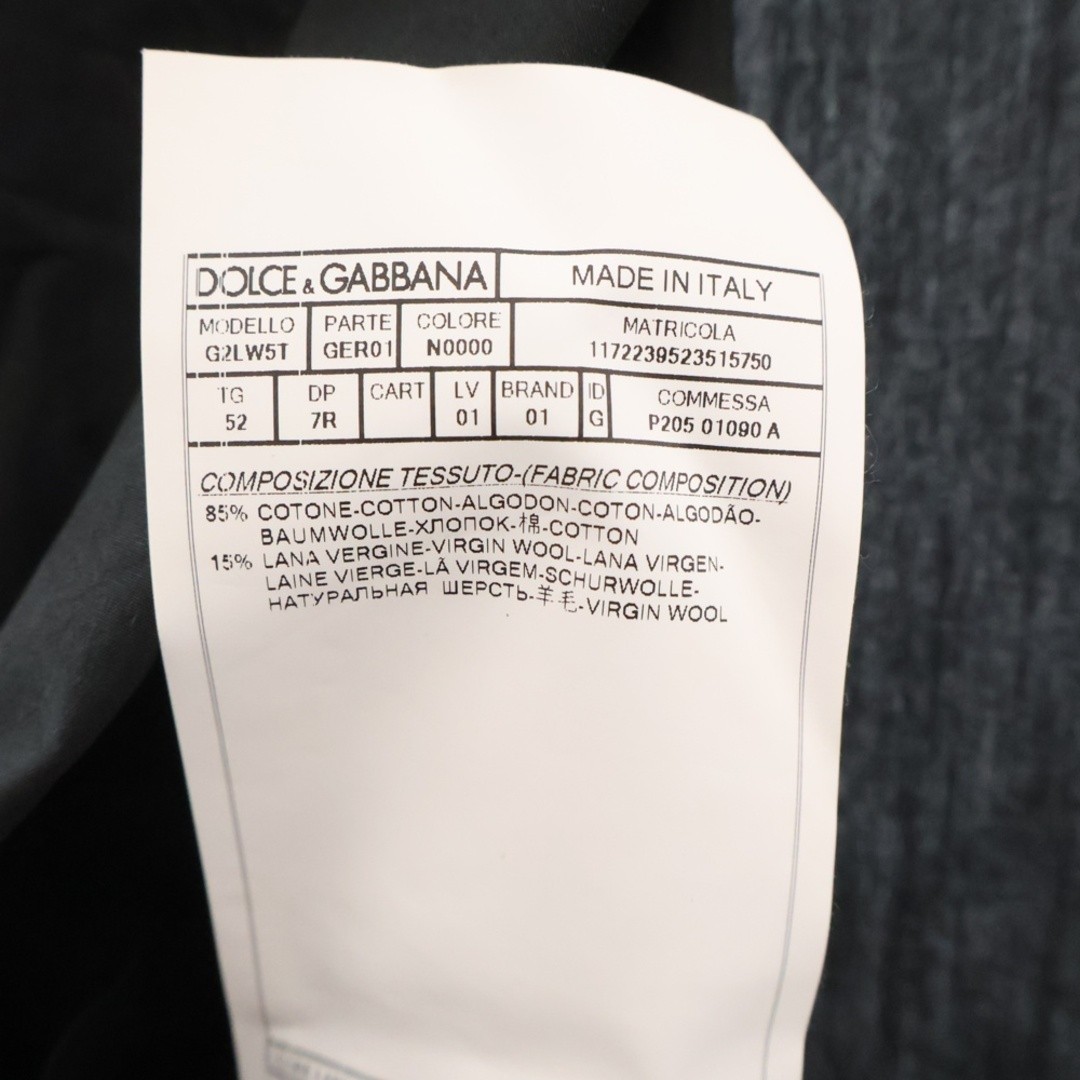 DOLCE & GABBANA MADE IN ITALY
MODELLO PARTE COLORE MATRICOLA
G2LW5T GER01 N0000 1172239523515750
TG DP CART LV BRAND ID COMMESSA
52 7R 01 01 G P205 01090 A
COMPOSIZIONE TESSUTO-(FABRIC COMPOSITION)
85% COTONE-COTTON-ALGODON-COTON-ALGODÃO-
BAUMWOLLE-ХЛОПОК-棉-COTTON
15% LANA VERGINE-VIRGIN WOOL-LANA VIRGEN-
LAINE VIERGE-LÃ VIRGEM-SCHURWOLLE-
НАТУРАЛЬНАЯ ШЕРСТЬ-羊毛-VIRGIN WOOL